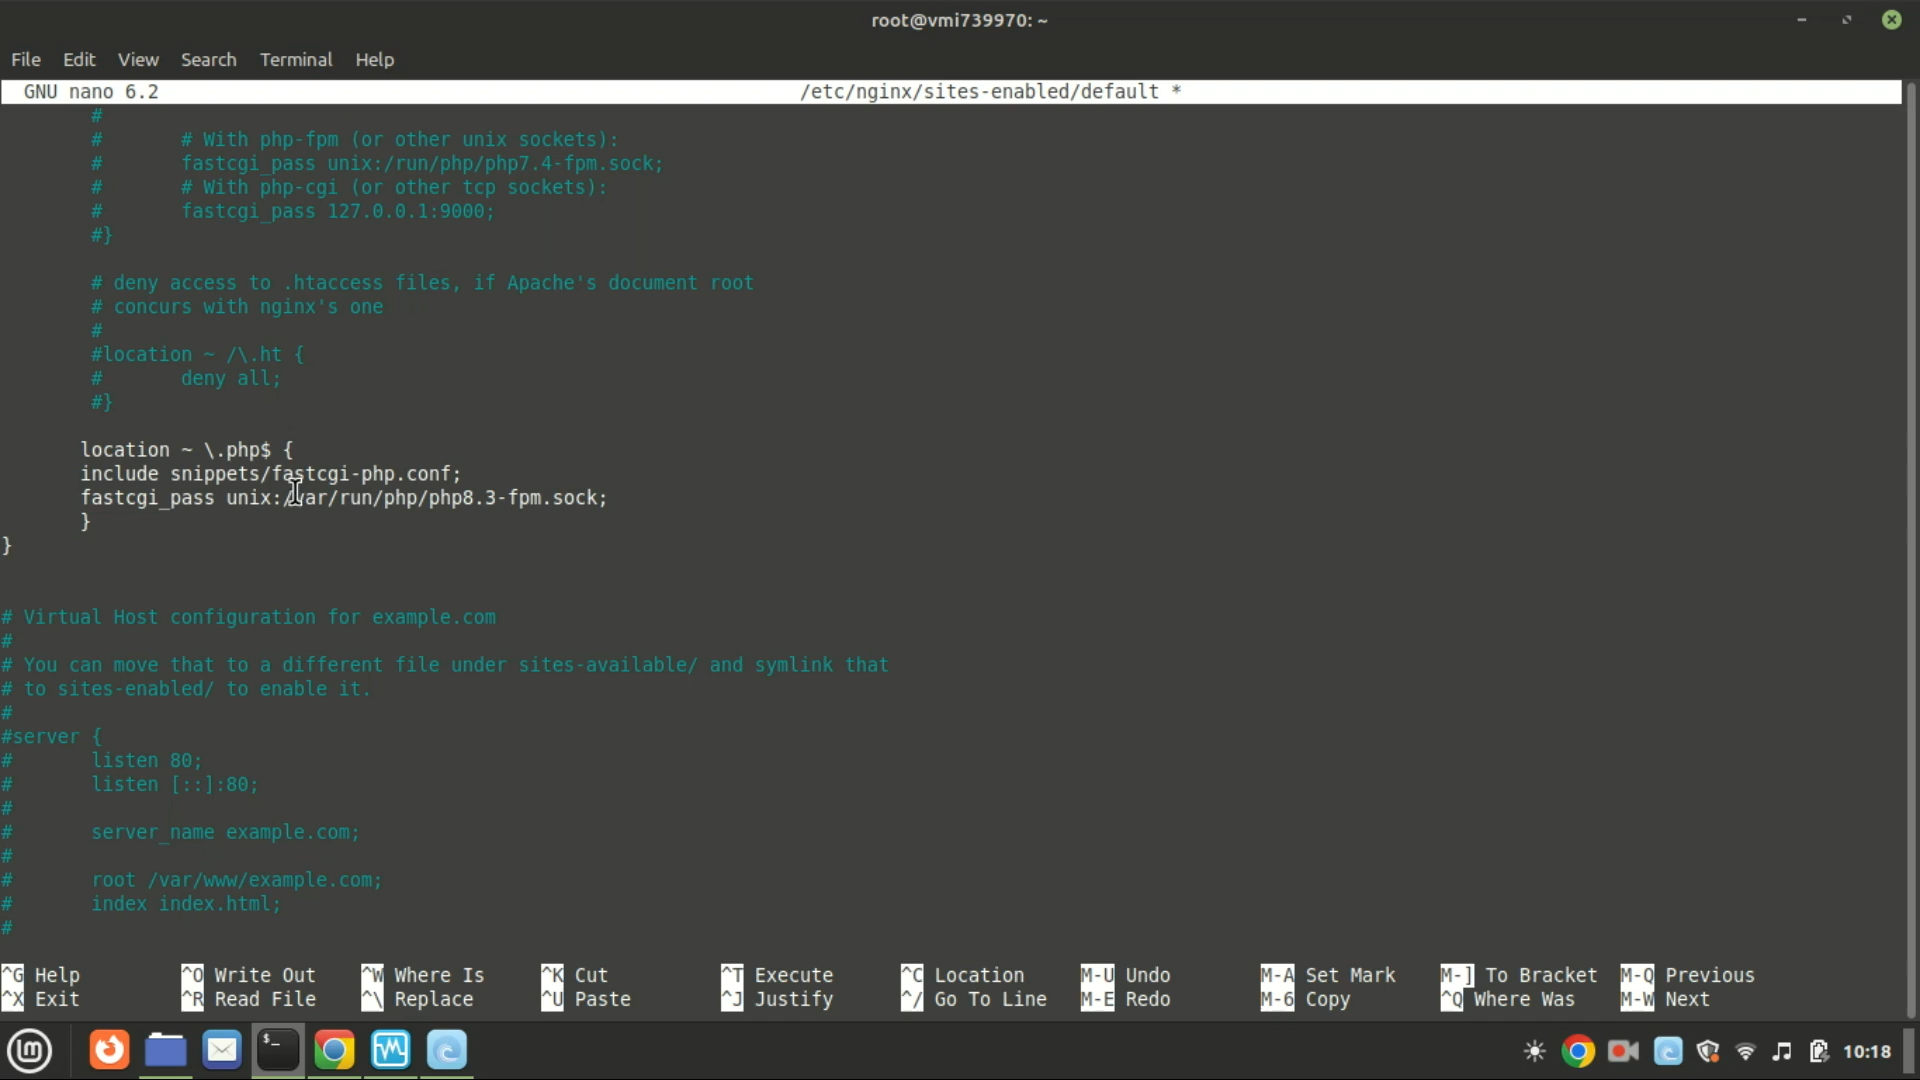 root@vmi739970: ~
File Edit View Search Terminal Help
GNU nano 6.2 /etc/nginx/sites-enabled/default *
#
# # With php-fpm (or other unix sockets):
# fastcgi_pass unix:/run/php/php7.4-fpm.sock;
# # With php-cgi (or other tcp sockets):
# fastcgi_pass 127.0.0.1:9000;
#}
# deny access to .htaccess files, if Apache's document root
# concurs with nginx's one
#
#location ~ /\.ht {
# deny all;
#}
location ~ \.php$ {
include snippets/fastcgi-php.conf;
fastcgi_pass unix:/var/run/php/php8.3-fpm.sock;
}
}
# Virtual Host configuration for example.com
#
# You can move that to a different file under sites-available/ and symlink that
# to sites-enabled/ to enable it.
#
#server {
# listen 80;
# listen [::]:80;
#
# server_name example.com;
#
# root /var/www/example.com;
# index index.html;
#
^G Help ^O Write Out ^W Where Is ^K Cut ^T Execute ^C Location M-U Undo M-A Set Mark M-] To Bracket M-Q Previous
^X Exit ^R Read File ^\ Replace ^U Paste ^J Justify ^/ Go To Line M-E Redo M-6 Copy ^Q Where Was M-W Next
10:18